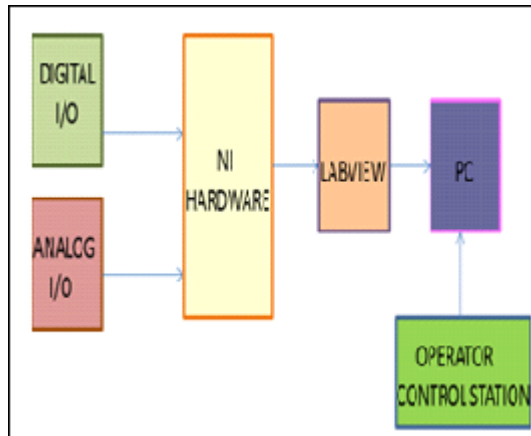 DIGITAL
I/O
NI
HARDWARE
LABVIEW
PC
ANALOG
I/O
OPERATOR
CONTROL STATION